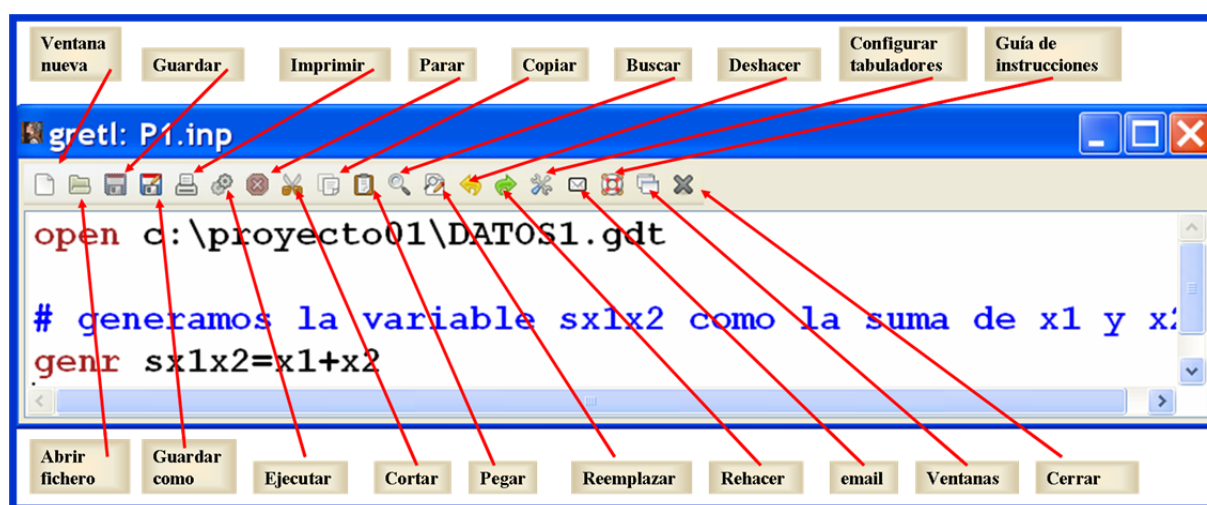 Ventana
nueva
Guardar
Imprimir
Parar
Copiar
Buscar
Deshacer
Configurar
tabuladores
Guía de
instrucciones
gretl: P1.inp
open c:\proyecto01\DATOS1.gdt
# generamos la variable sx1x2 como la suma de x1 y x2
genr sx1x2=x1+x2
Abrir
fichero
Guardar
como
Ejecutar
Cortar
Pegar
Reemplazar
Rehacer
email
Ventanas
Cerrar